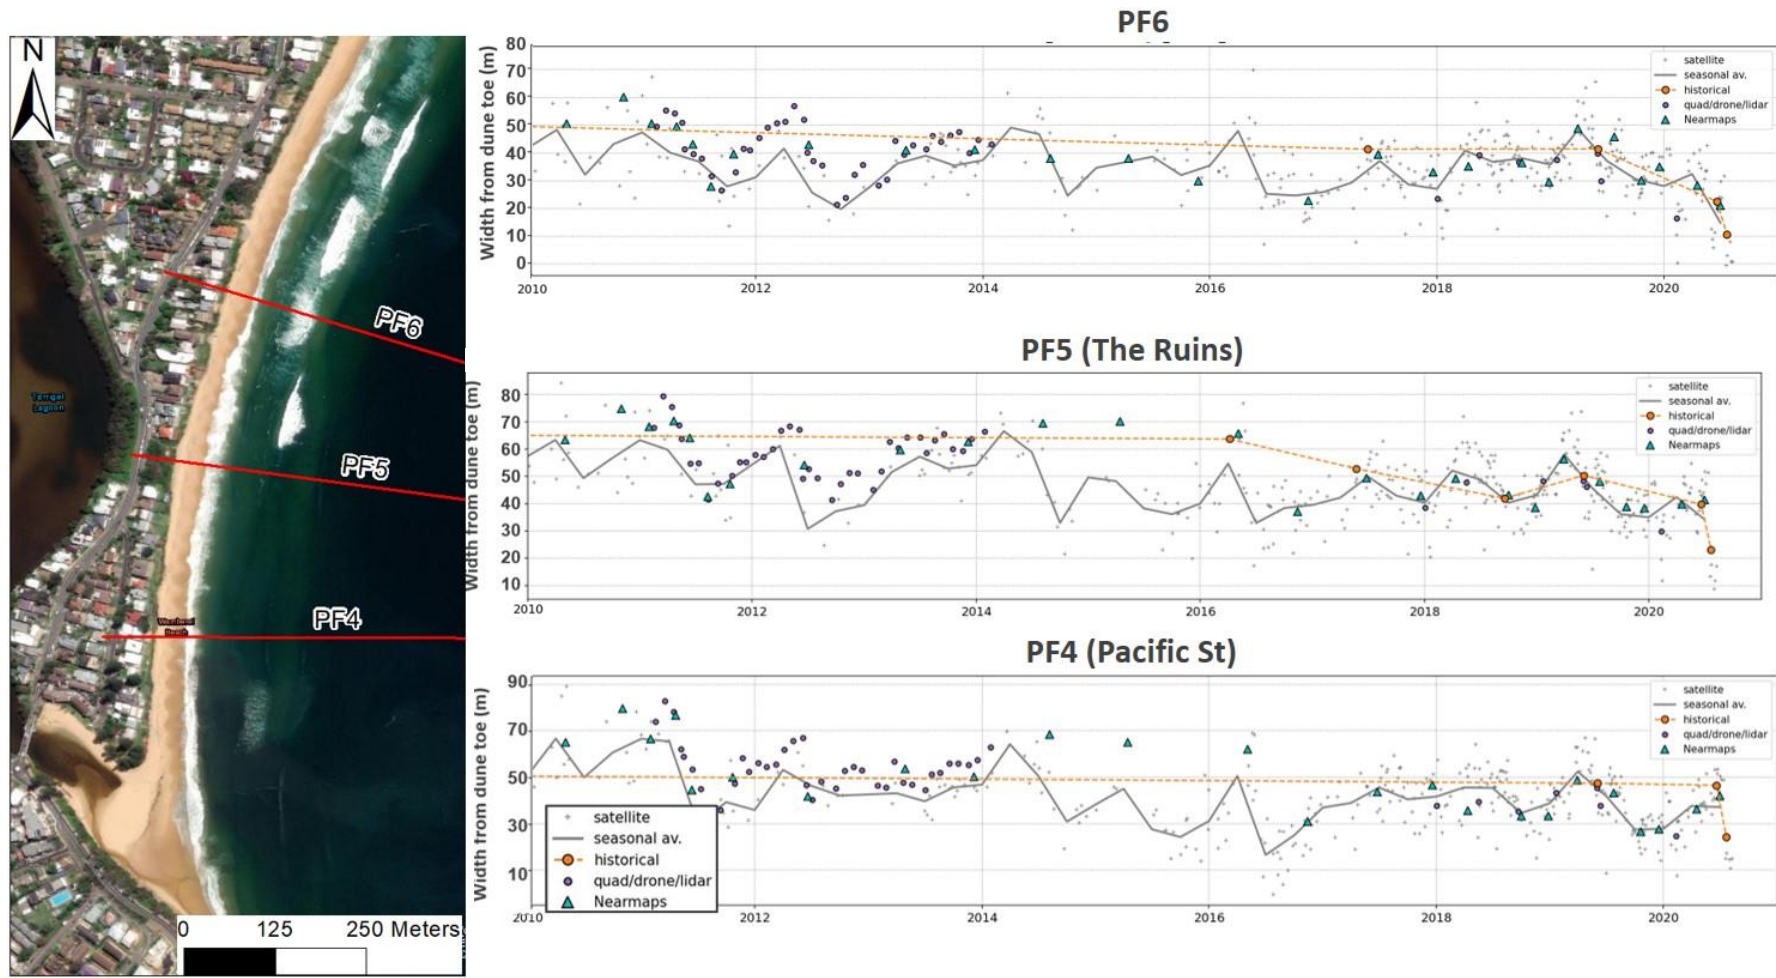 N
PF6
PF5
PF4
Terrigal
Lagoon
Wamberal
Beach
0 125 250 Meters
PF6
Width from dune toe (m)
80
70
60
50
40
30
20
10
0
2010 2012 2014 2016 2018 2020
satellite
seasonal av.
historical
quad/drone/lidar
Nearmaps
PF5 (The Ruins)
Width from dune toe (m)
80
70
60
50
40
30
20
10
2010 2012 2014 2016 2018 2020
satellite
seasonal av.
historical
quad/drone/lidar
Nearmaps
PF4 (Pacific St)
Width from dune toe (m)
90
70
50
30
10
2010 2012 2014 2016 2018 2020
satellite
seasonal av.
historical
quad/drone/lidar
Nearmaps
satellite
seasonal av.
historical
quad/drone/lidar
Nearmaps